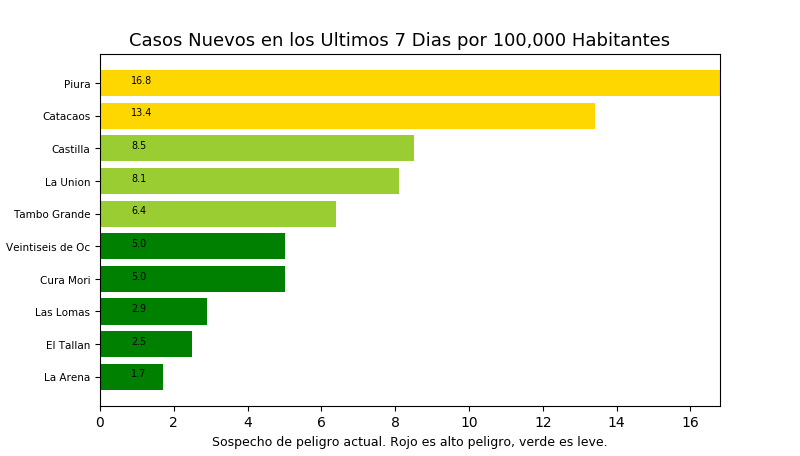 Casos Nuevos en los Ultimos 7 Dias por 100,000 Habitantes
Piura 16.8
Catacaos 13.4
Castilla 8.5
La Union 8.1
Tambo Grande 6.4
Veintiseis de Oc 5.0
Cura Mori 5.0
Las Lomas 2.9
El Tallan 2.5
La Arena 1.7
0 2 4 6 8 10 12 14 16
Sospecho de peligro actual. Rojo es alto peligro, verde es leve.